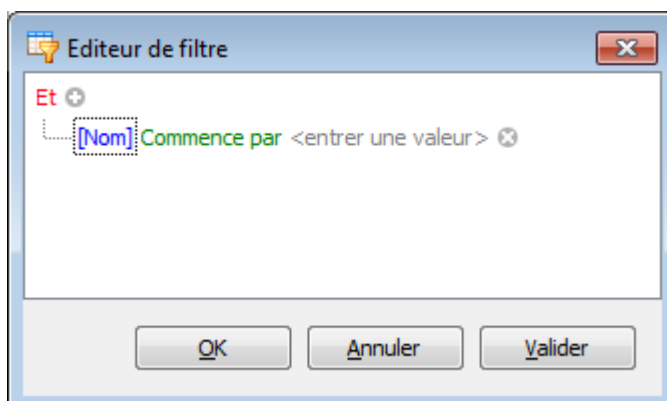 Editeur de filtre
Et
[Nom] Commence par <entrer une valeur>
OK Annuler Valider